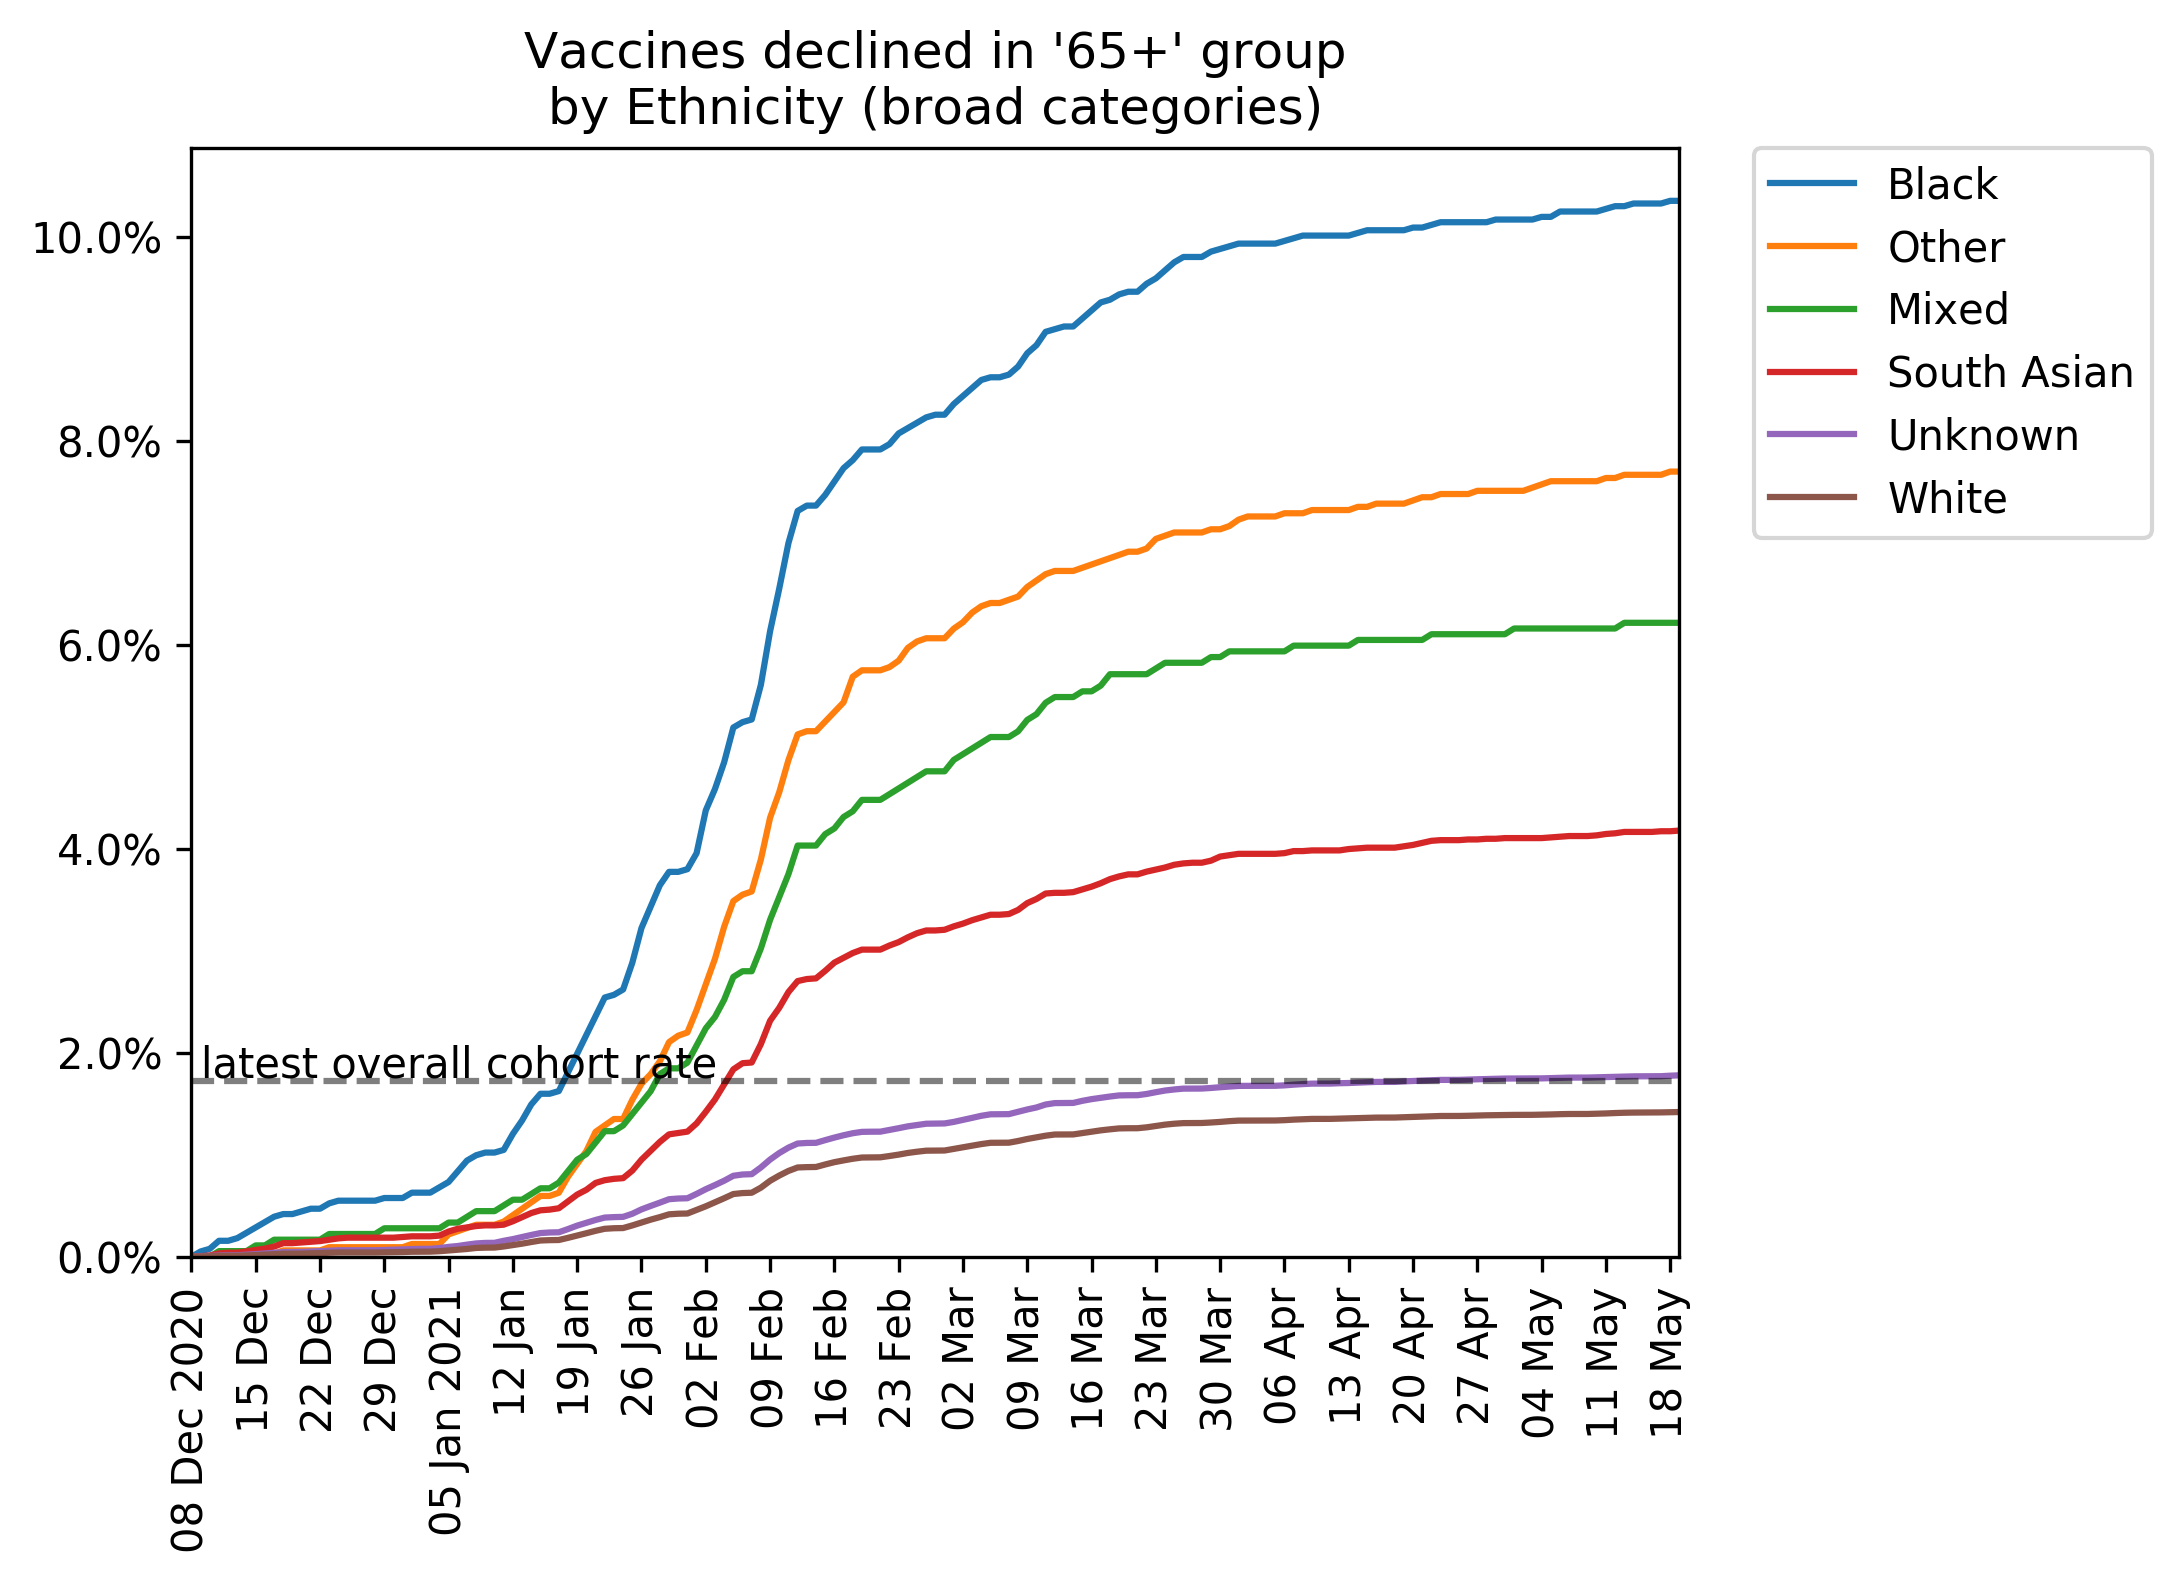 Vaccines declined in '65+' group
by Ethnicity (broad categories)
10.0%
8.0%
6.0%
4.0%
2.0%
0.0%
latest overall cohort rate
08 Dec 2020
15 Dec
22 Dec
29 Dec
05 Jan 2021
12 Jan
19 Jan
26 Jan
02 Feb
09 Feb
16 Feb
23 Feb
02 Mar
09 Mar
16 Mar
23 Mar
30 Mar
06 Apr
13 Apr
20 Apr
27 Apr
04 May
11 May
18 May
Black
Other
Mixed
South Asian
Unknown
White